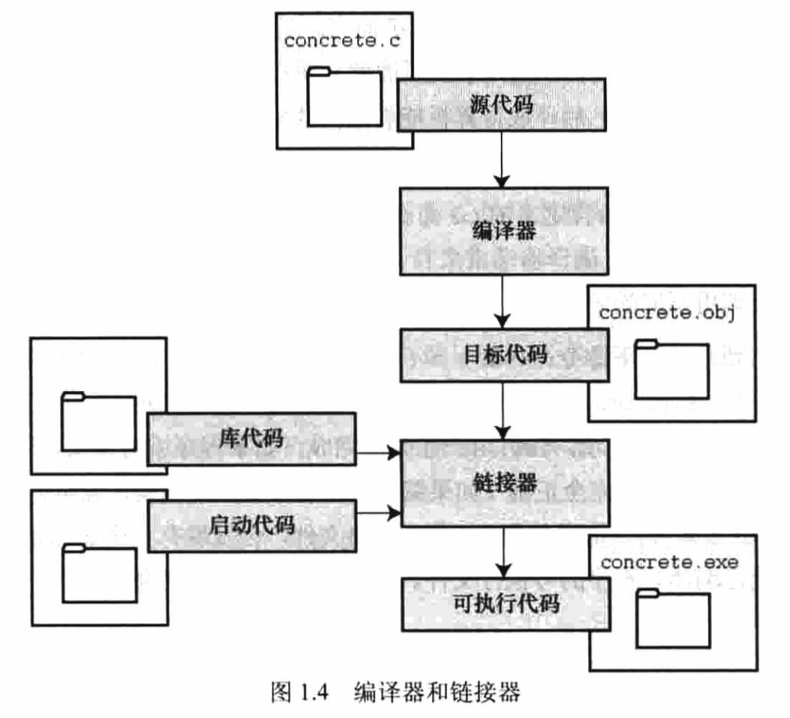 concrete.c
源代码
编译器
concrete.obj
目标代码
库代码
链接器
启动代码
concrete.exe
可执行代码
图 1.4 编译器和链接器